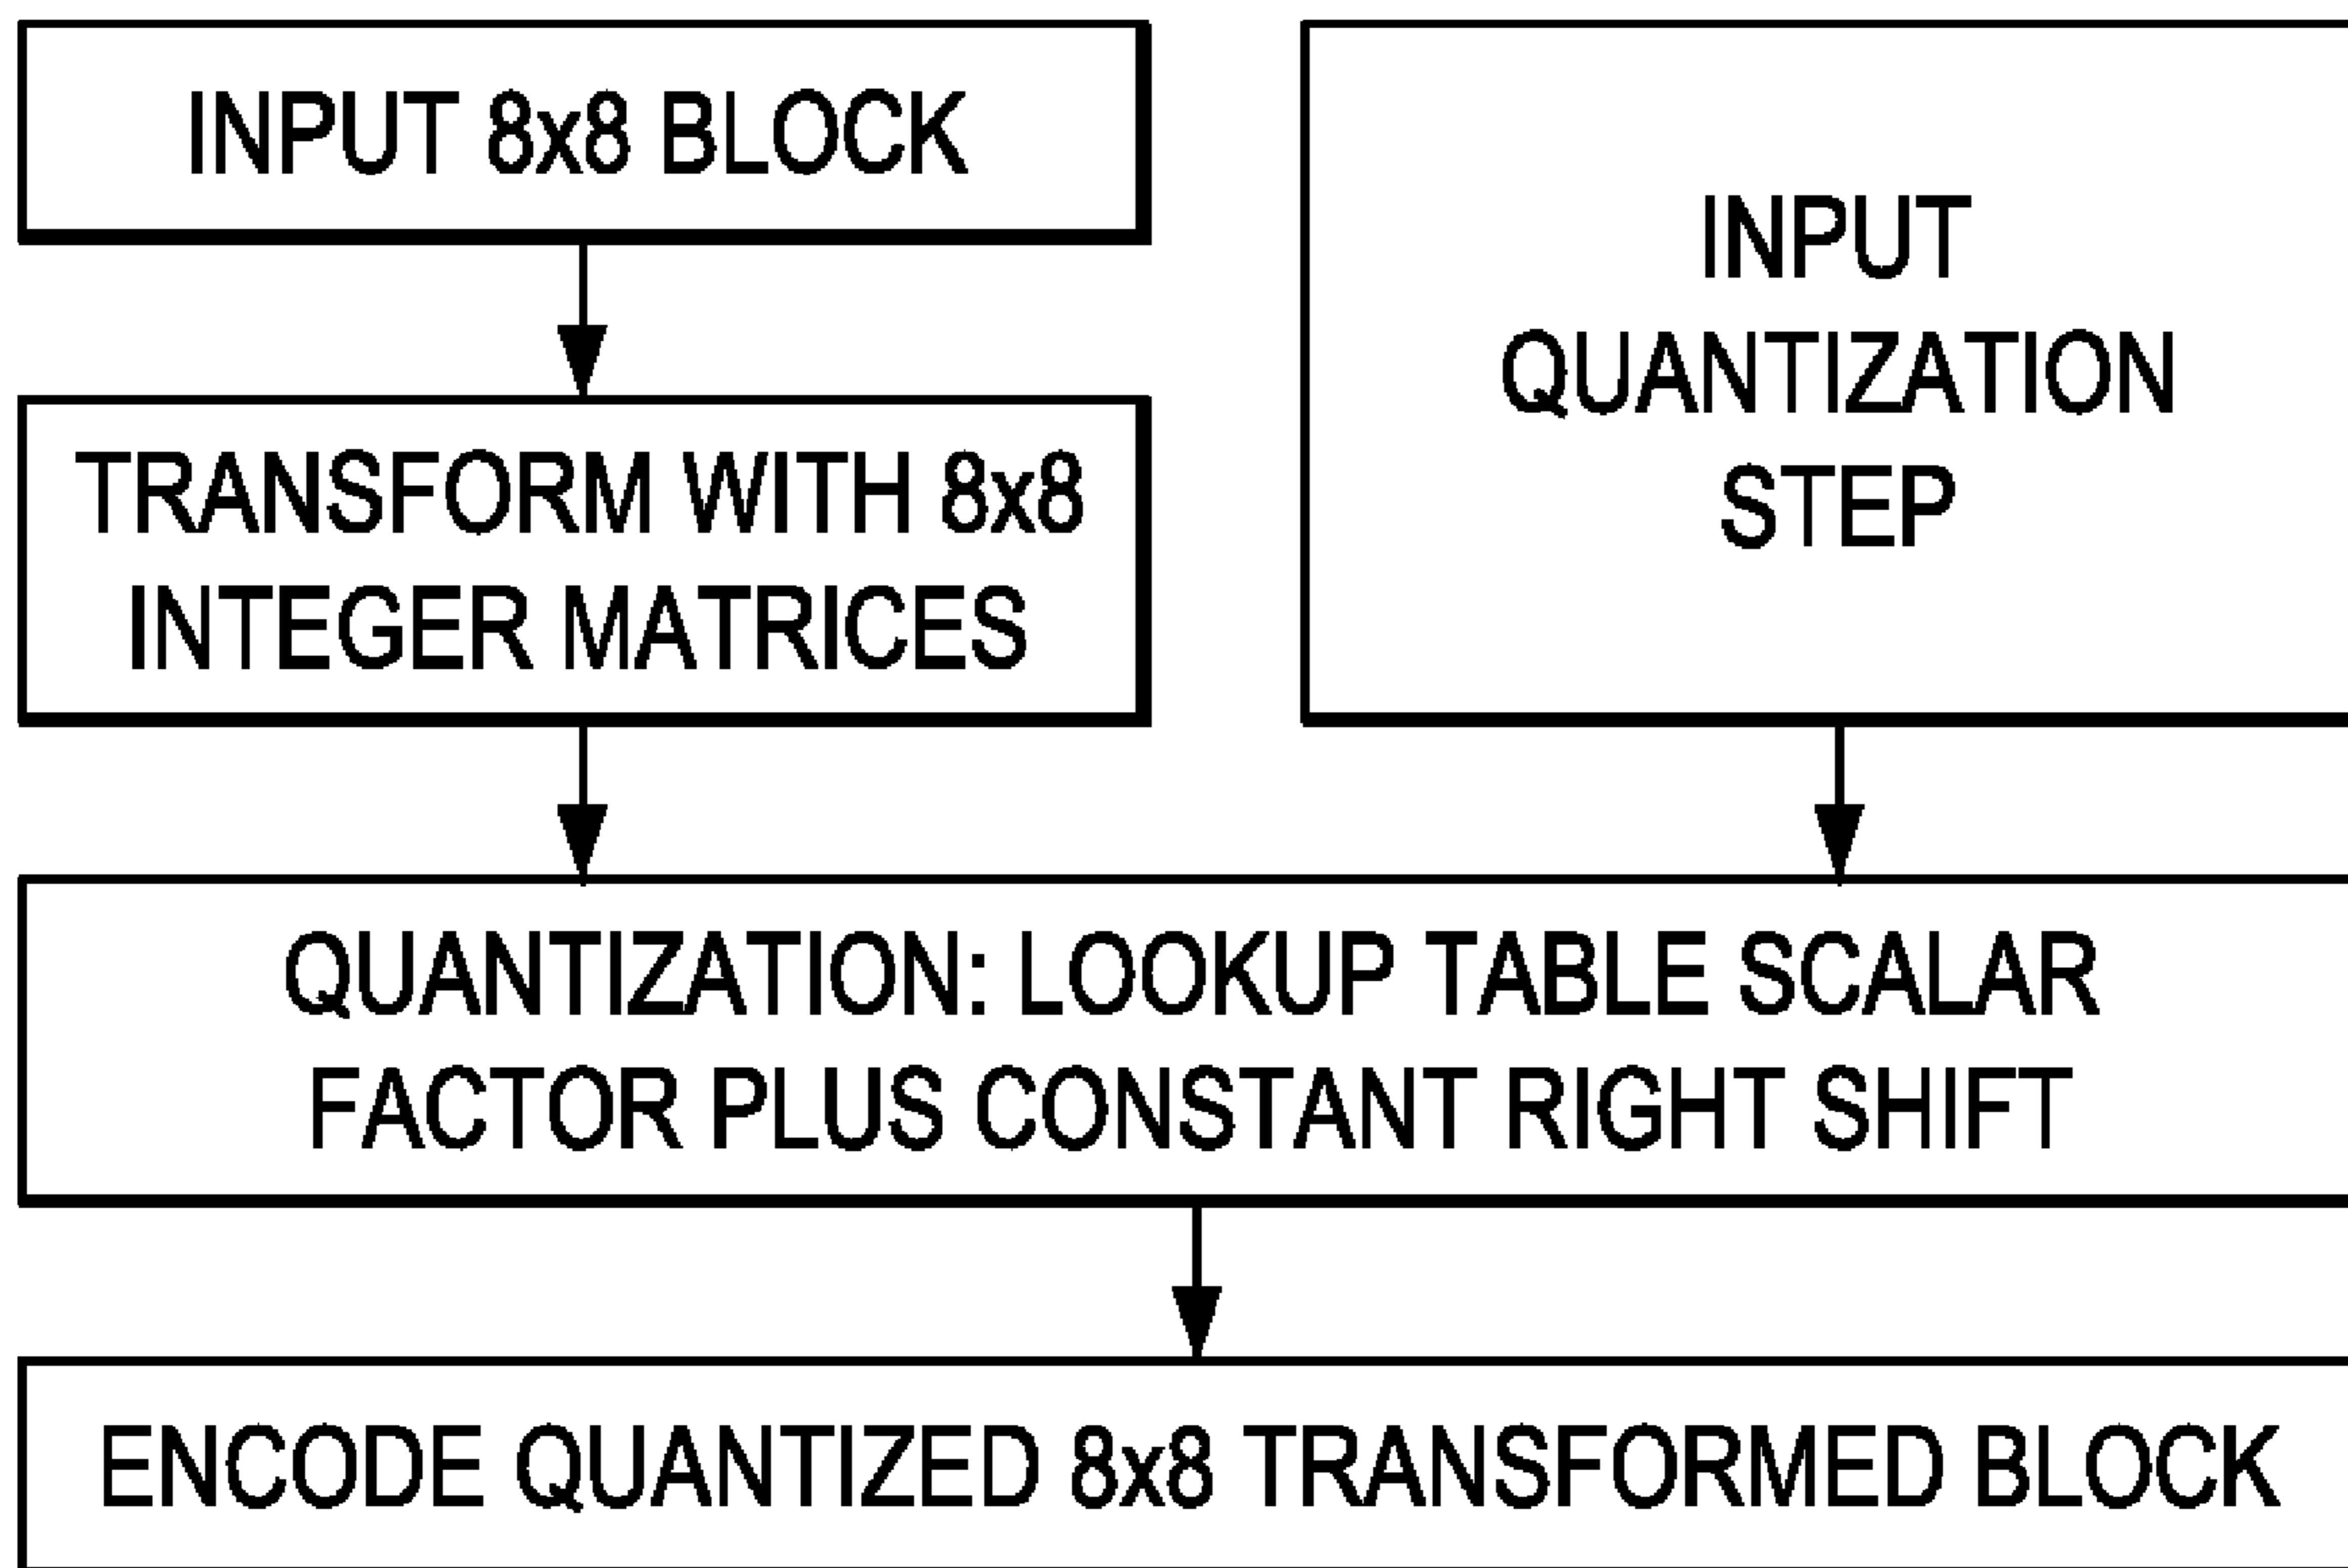 INPUT 8x8 BLOCK
TRANSFORM WITH 8x8
INTEGER MATRICES
INPUT
QUANTIZATION
STEP
QUANTIZATION: LOOKUP TABLE SCALAR
FACTOR PLUS CONSTANT RIGHT SHIFT
ENCODE QUANTIZED 8x8 TRANSFORMED BLOCK